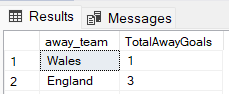 Results Messages
away_team TotalAwayGoals
1 Wales 1
2 England 3